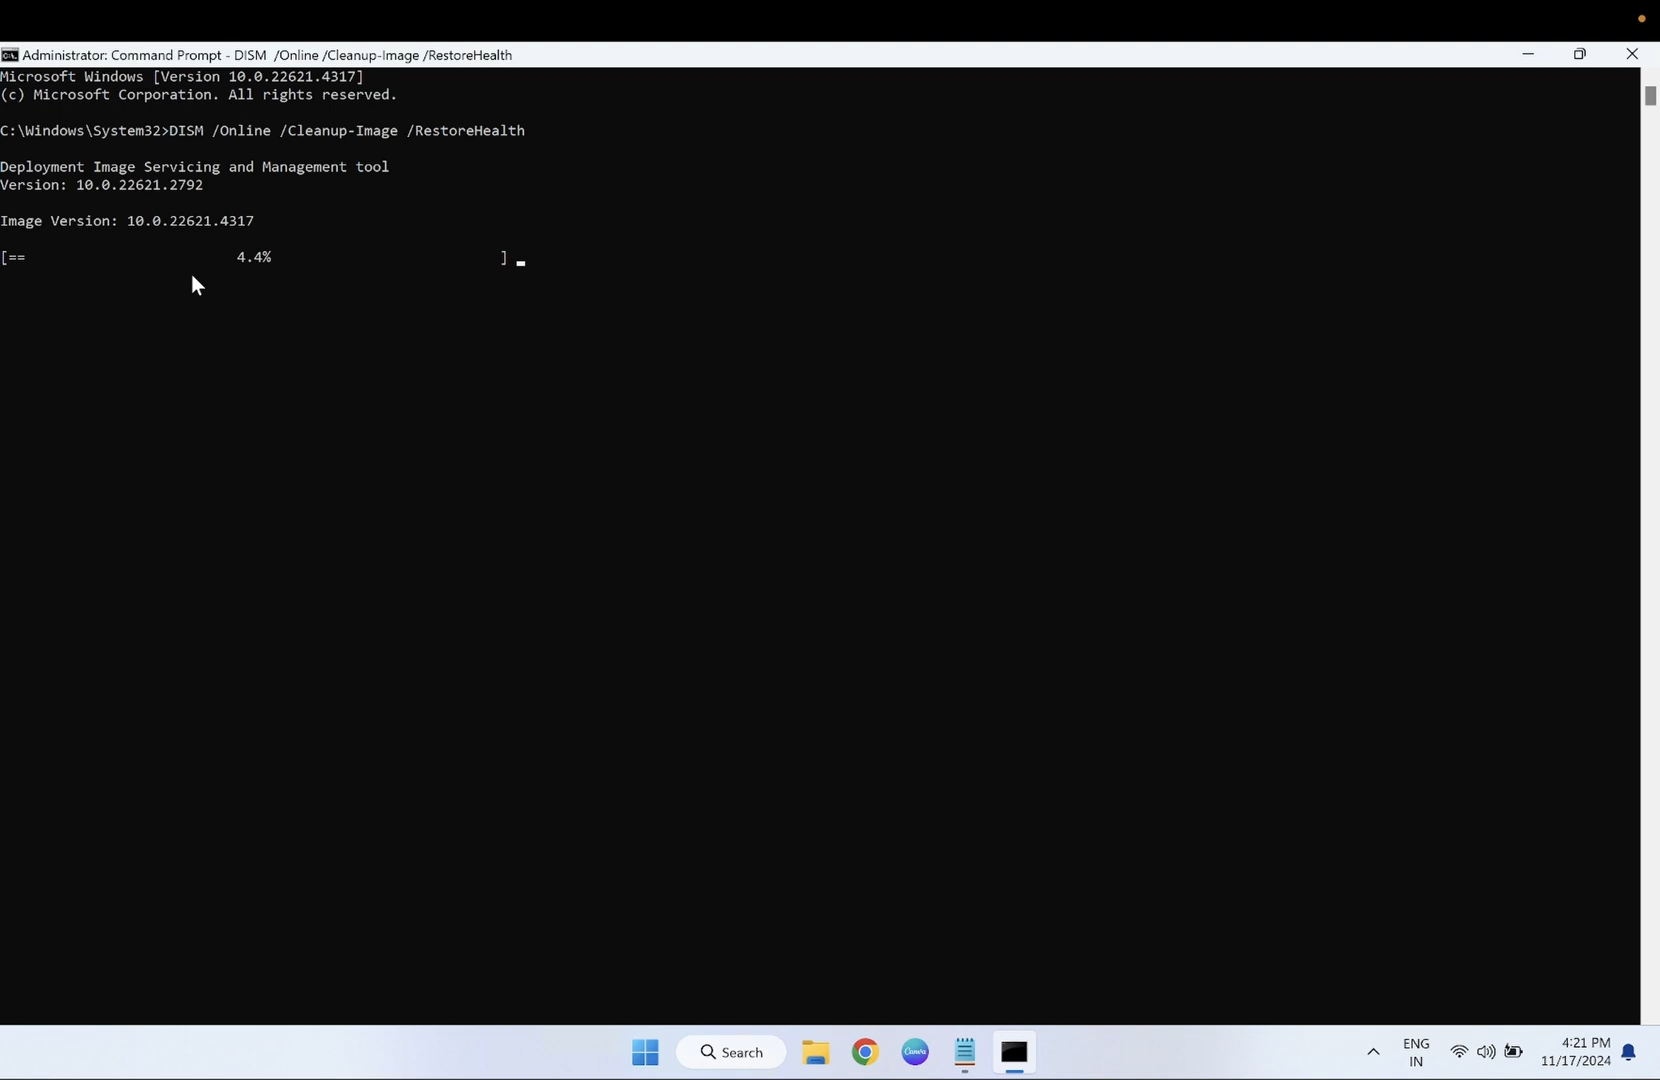 Administrator: Command Prompt - DISM  /Online /Cleanup-Image /RestoreHealth
Microsoft Windows [Version 10.0.22621.4317]
(c) Microsoft Corporation. All rights reserved.
C:\Windows\System32>DISM /Online /Cleanup-Image /RestoreHealth
Deployment Image Servicing and Management tool
Version: 10.0.22621.2792
Image Version: 10.0.22621.4317
[==                         4.4%                           ]
Search
Canva
ENG
IN
4:21 PM
11/17/2024